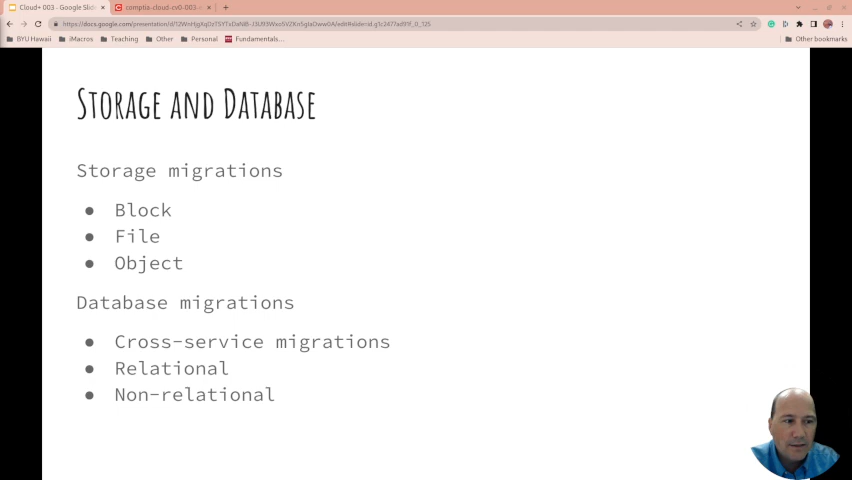 Cloud+ 003 - Google Slid
comptia-cloud-cv0-003-
BYU Hawaii
iMacros
Teaching
Other
Personal
Fundamentals...
Other bookmarks
STORAGE AND DATABASE
Storage migrations
● Block
● File
● Object
Database migrations
● Cross-service migrations
● Relational
● Non-relational